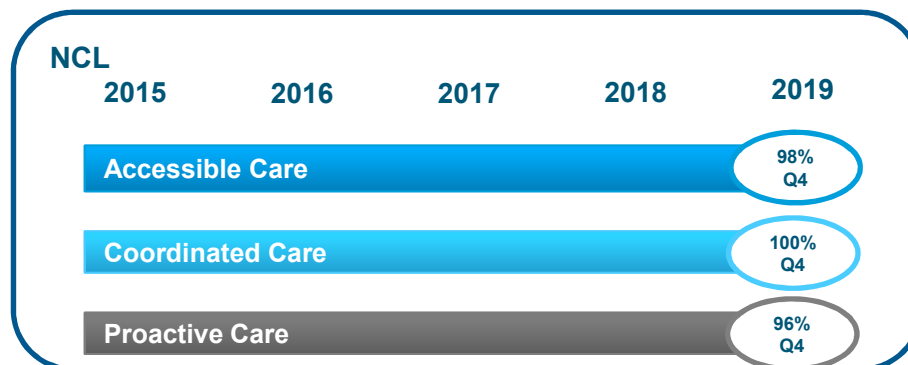 NCL
2015 2016 2017 2018 2019
Accessible Care
98%
Q4
Coordinated Care
100%
Q4
Proactive Care
96%
Q4